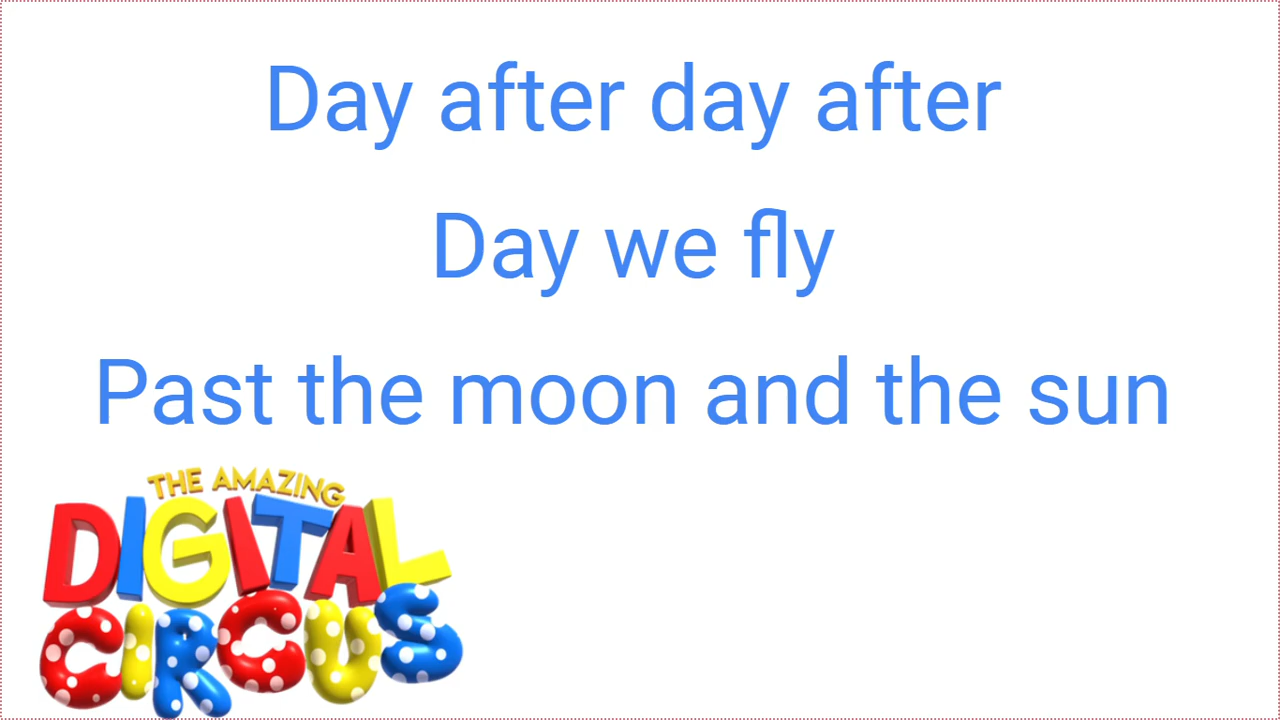 Day after day after
Day we fly
Past the moon and the sun
THE AMAZING
DIGITAL
CIRCUS